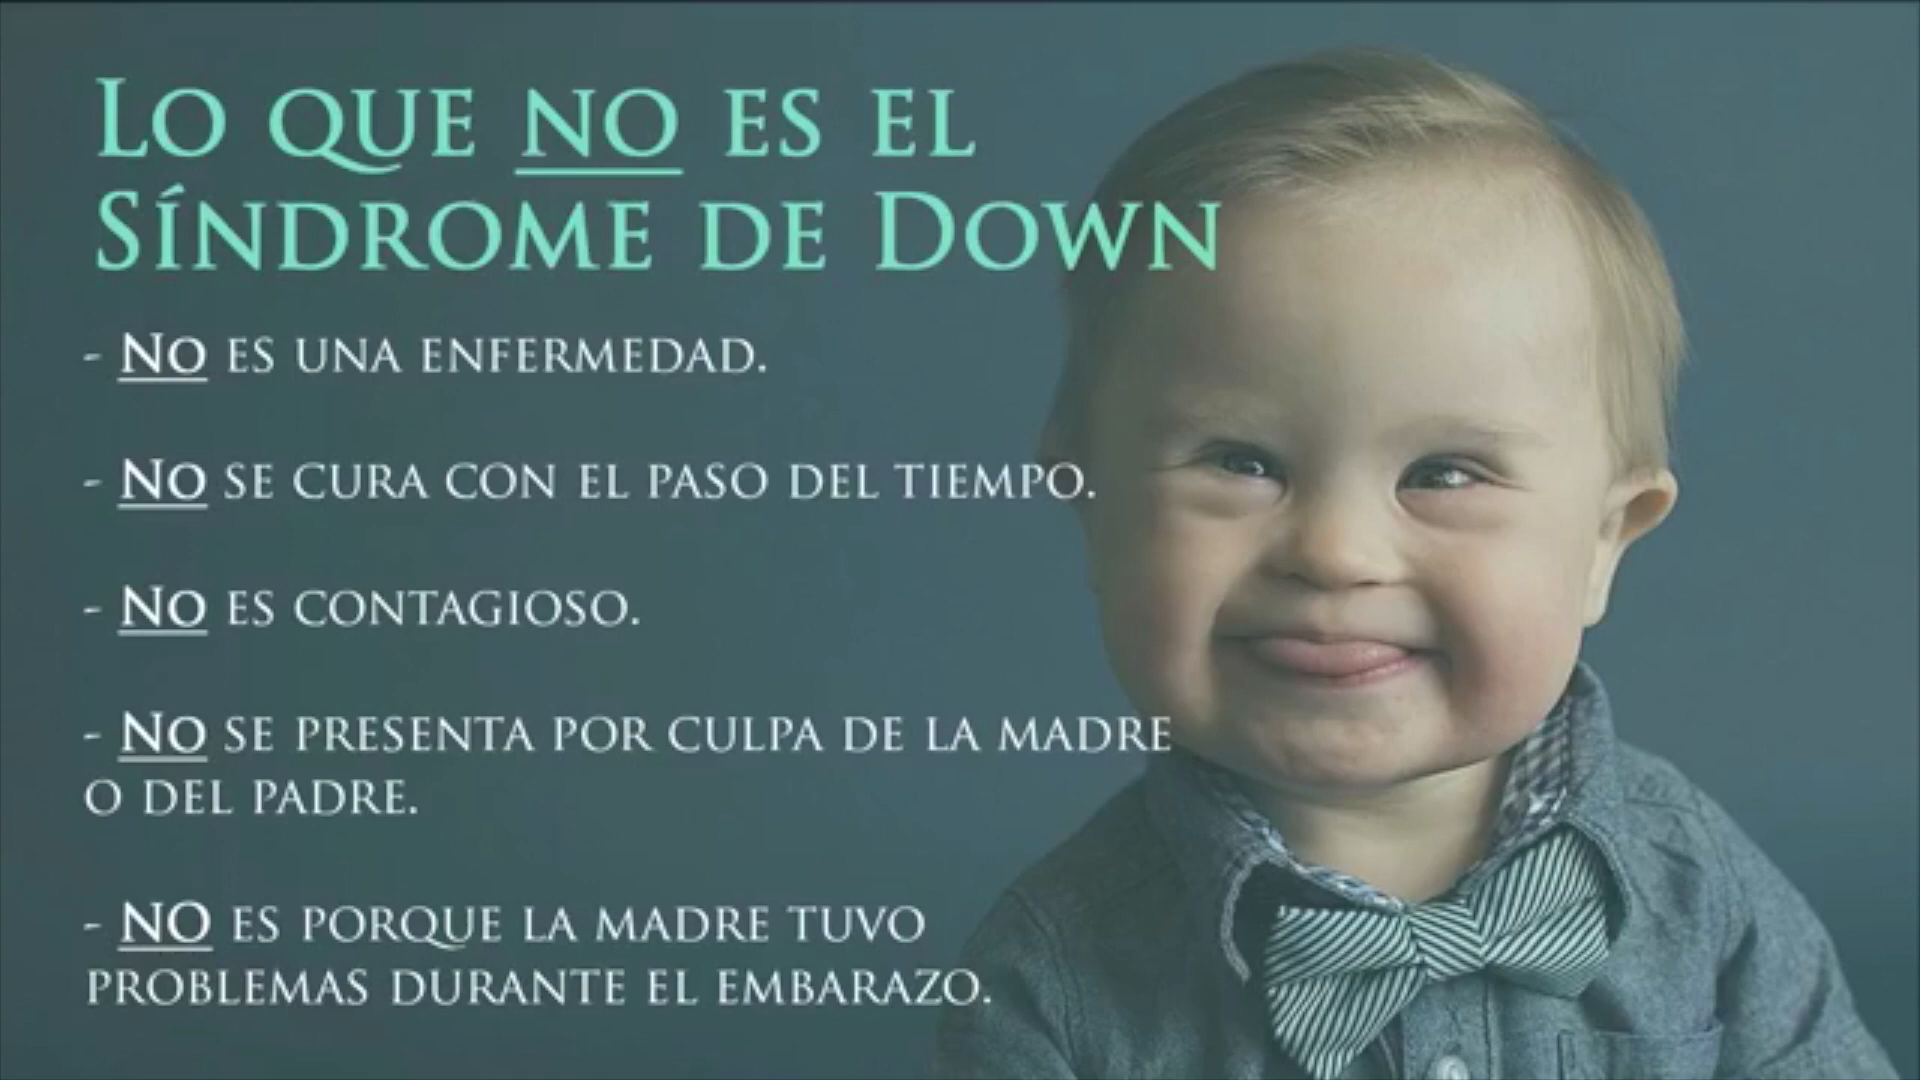 Lo que no es el
Síndrome de Down
- No es una enfermedad.
- No se cura con el paso del tiempo.
- No es contagioso.
- No se presenta por culpa de la madre
o del padre.
- NO es porque la madre tuvo
problemas durante el embarazo.